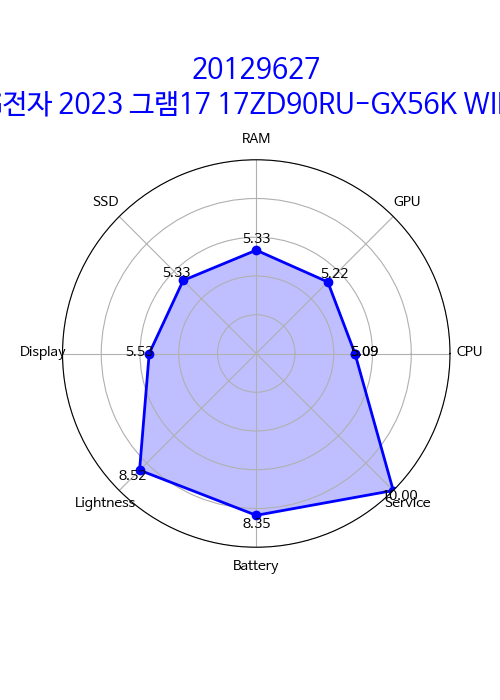 20129627
전자 2023 그램17 17ZD90RU-GX56K
RAM
SSD
GPU
5.33
5.33
5.22
Display
5.53
5.09
CPU
8.52
10.00
Lightness
Service
8.35
Battery